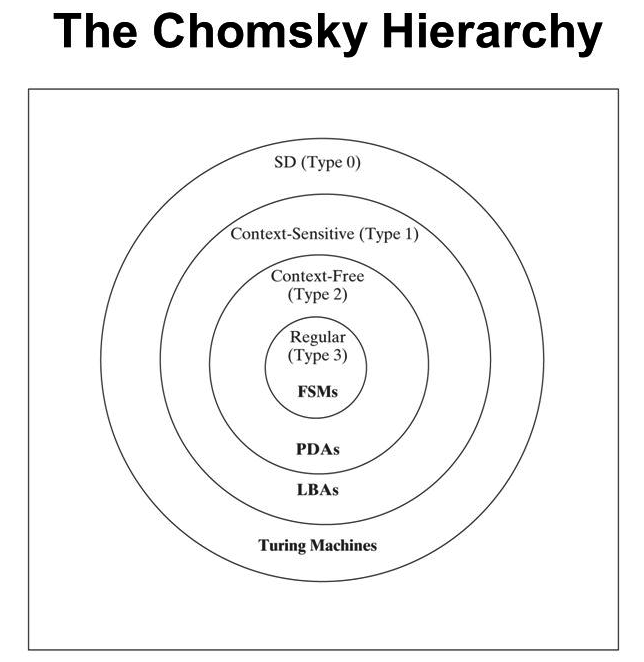 The Chomsky Hierarchy
SD (Type 0)
Context-Sensitive (Type 1)
Context-Free
(Type 2)
Regular
(Type 3)
FSMs
PDAs
LBAs
Turing Machines